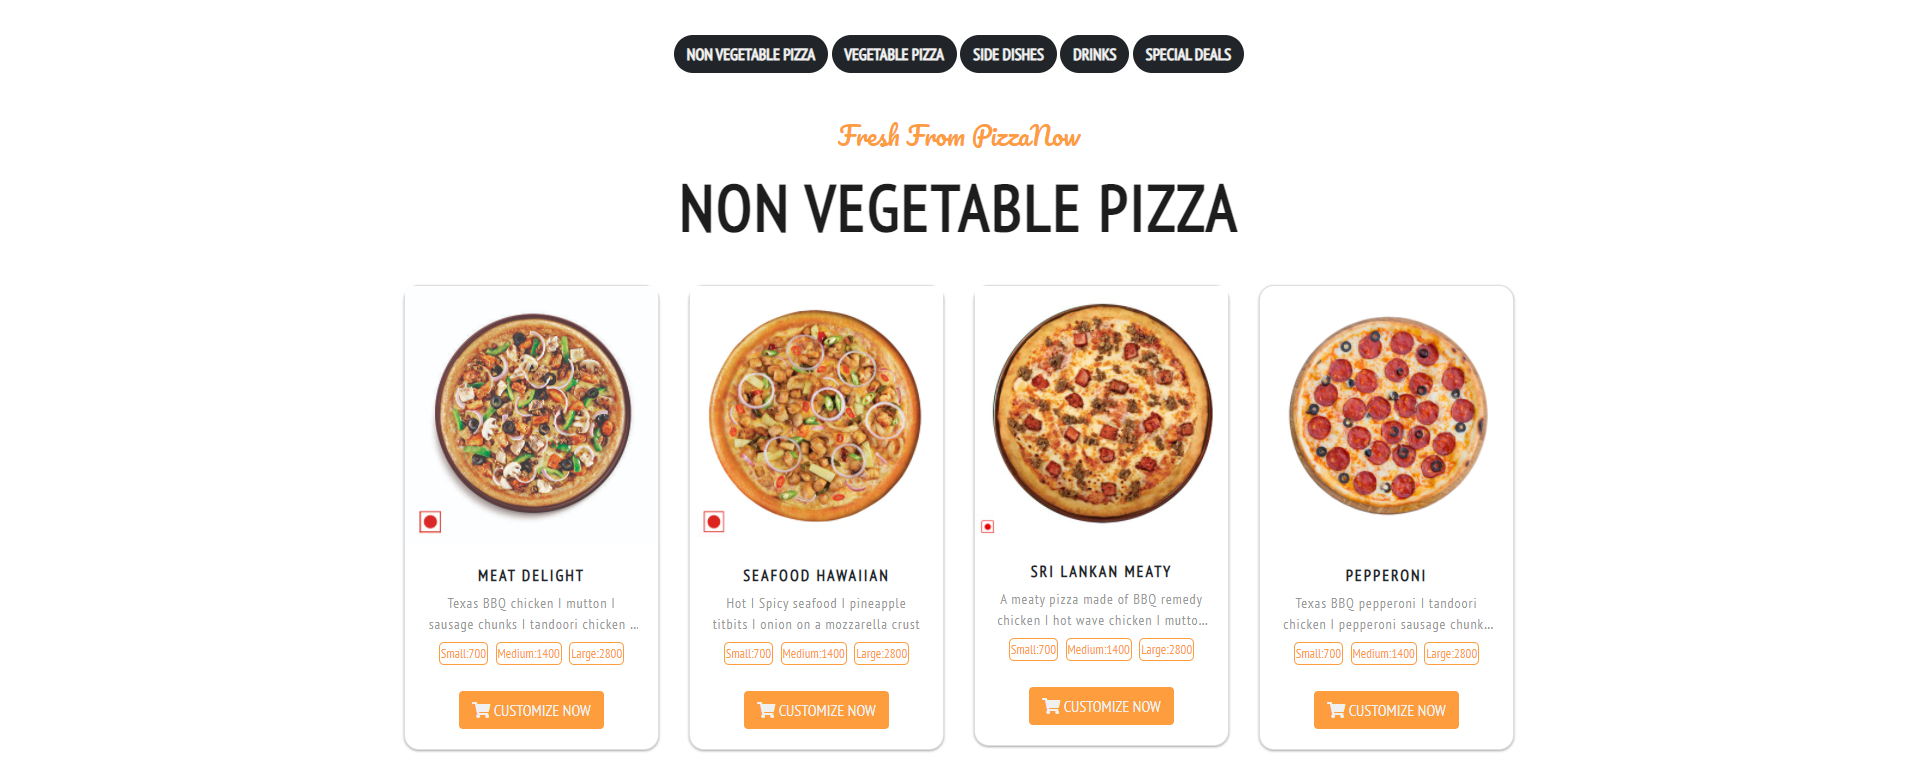 NON VEGETABLE PIZZA VEGETABLE PIZZA SIDE DISHES DRINKS SPECIAL DEALS
Fresh From PizzaNow
NON VEGETABLE PIZZA
MEAT DELIGHT
Texas BBQ chicken I mutton I
sausage chunks I tandoori chicken ...
Small:700 Medium:1400 Large:2800
CUSTOMIZE NOW
SEAFOOD HAWAIIAN
Hot I Spicy seafood I pineapple
titbits I onion on a mozzarella crust
Small:700 Medium:1400 Large:2800
CUSTOMIZE NOW
SRI LANKAN MEATY
A meaty pizza made of BBQ remedy
chicken I hot wave chicken I mutto...
Small:700 Medium:1400 Large:2800
CUSTOMIZE NOW
PEPPERONI
Texas BBQ pepperoni I tandoori
chicken I pepperoni sausage chunk...
Small:700 Medium:1400 Large:2800
CUSTOMIZE NOW